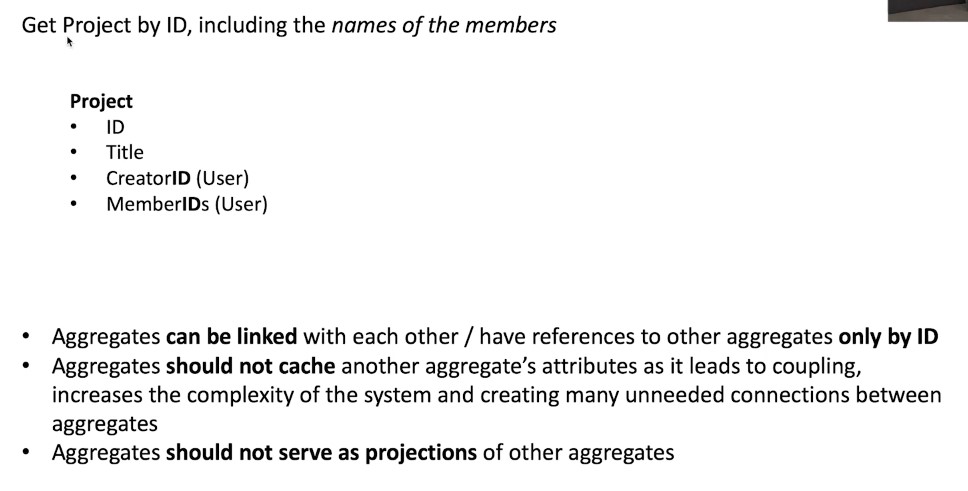 Get Project by ID, including the names of the members
Project
• ID
• Title
• CreatorID (User)
• MemberIDs (User)
• Aggregates can be linked with each other / have references to other aggregates only by ID
• Aggregates should not cache another aggregate's attributes as it leads to coupling,
increases the complexity of the system and creating many unneeded connections between
aggregates
• Aggregates should not serve as projections of other aggregates